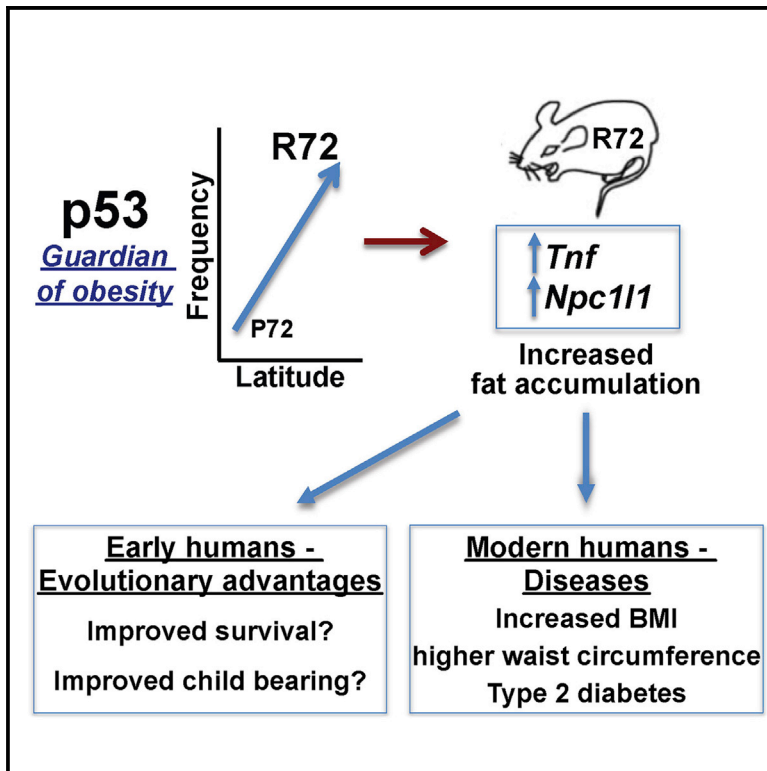 p53
Guardian
of obesity
Frequency
R72
P72
Latitude
R72
Tnf
Npc1l1
Increased
fat accumulation
Early humans -
Evolutionary advantages
Improved survival?
Improved child bearing?
Modern humans -
Diseases
Increased BMI
higher waist circumference
Type 2 diabetes